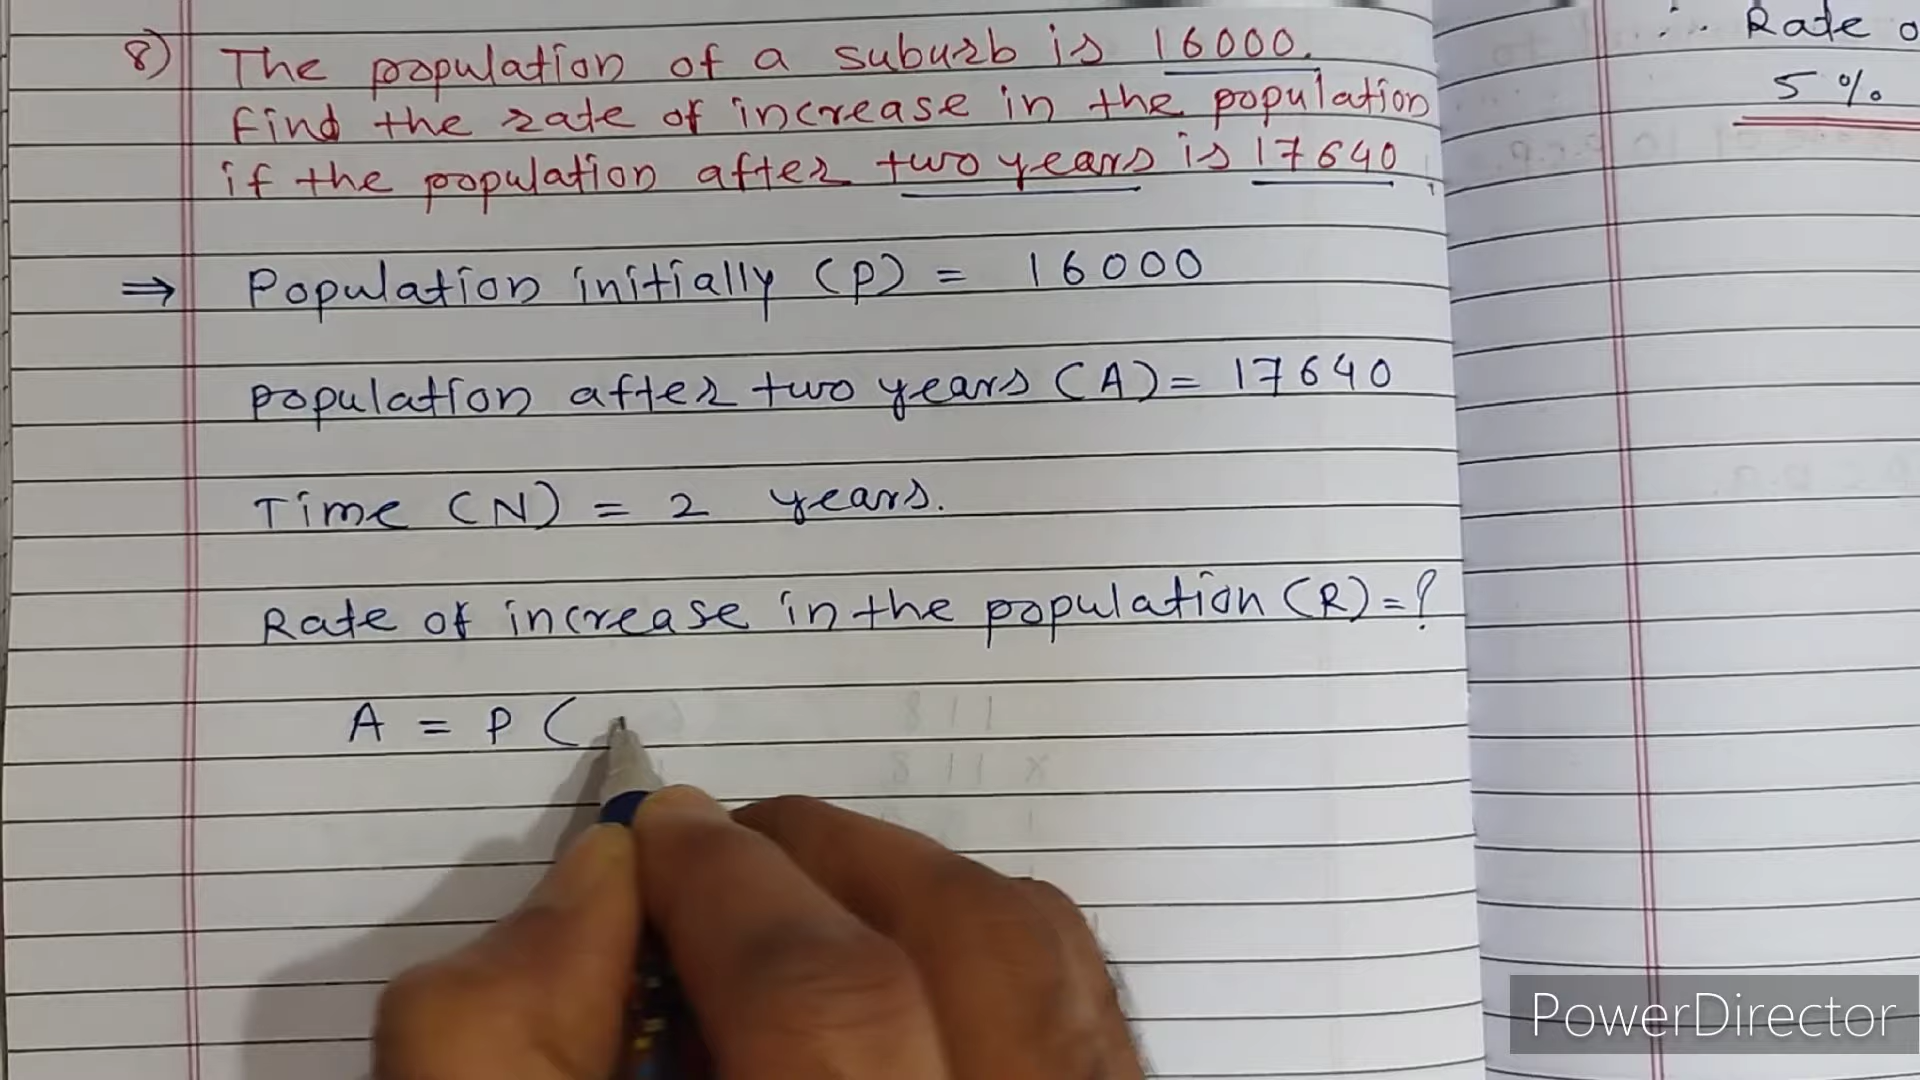 8) The population of a suburb is 16000.
Find the rate of increase in the population
if the population after two years is 17640.
⇒ Population initially (P) = 16000
Population after two years (A) = 17640
Time (N) = 2 years.
Rate of increase in the population (R) = ?
A = P (
∴ Rate o
5 %
PowerDirector